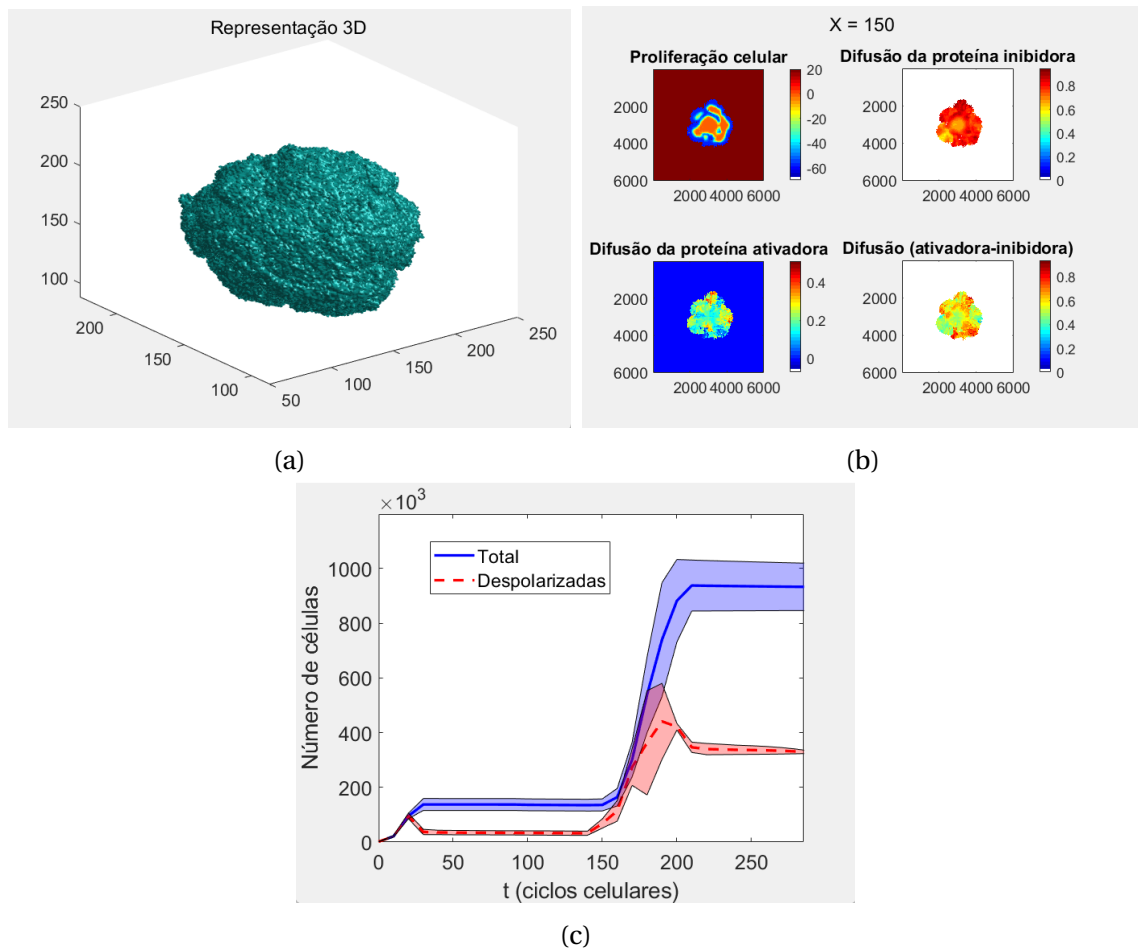 Representação 3D
250
200
150
100
200
150
100
50
100
150
200
250
(a)
X = 150
Proliferação celular
2000
4000
6000
2000 4000 6000
20
0
-20
-40
-60
Difusão da proteína inibidora
2000
4000
6000
2000 4000 6000
0.8
0.6
0.4
0.2
0
Difusão da proteína ativadora
2000
4000
6000
2000 4000 6000
0.4
0.2
0
Difusão (ativadora-inibidora)
2000
4000
6000
2000 4000 6000
0.8
0.6
0.4
0.2
0
(b)
×10³
Número de células
1000
800
600
400
200
0
Total
Despolarizadas
0 50 100 150 200 250
t (ciclos celulares)
(c)